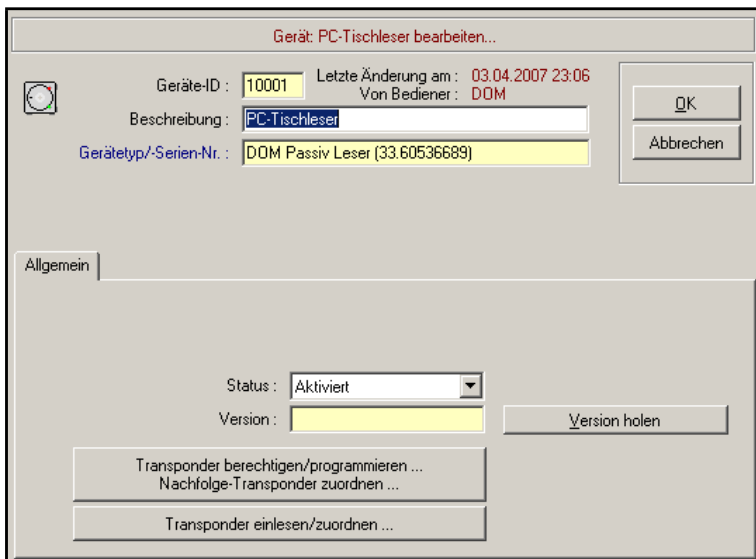 Gerät: PC-Tischleser bearbeiten...
Geräte-ID : 10001 Letzte Änderung am : 03.04.2007 23:06
Von Bediener : DOM
Beschreibung : PC-Tischleser
Gerätetyp/-Serien-Nr. : DOM Passiv Leser (33.60536689)
OK
Abbrechen
Allgemein
Status : Aktiviert
Version :
Version holen
Transponder berechtigen/programmieren ...
Nachfolge-Transponder zuordnen ...
Transponder einlesen/zuordnen ...